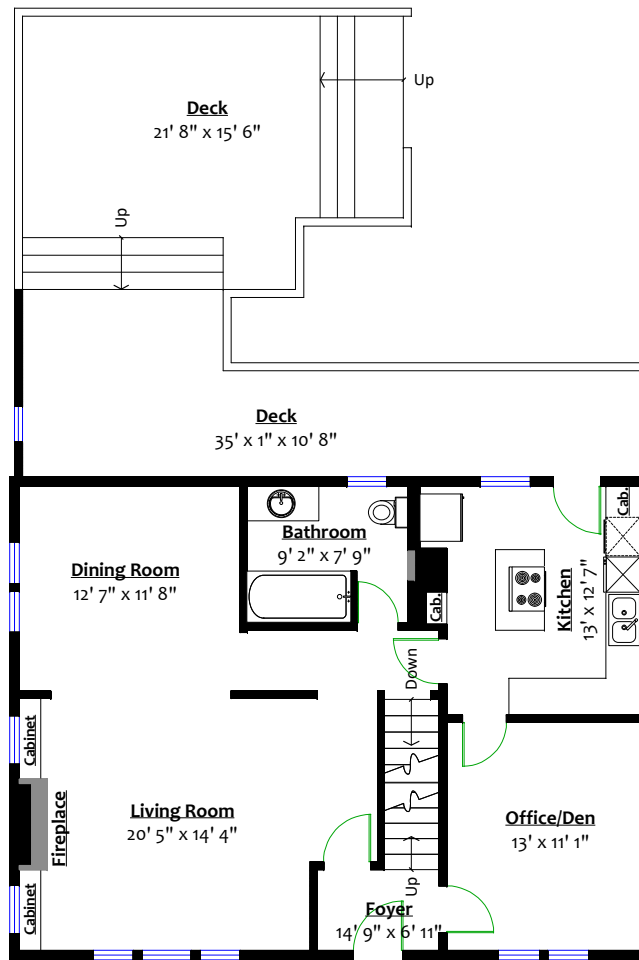 Up
Deck
21' 8" x 15' 6"
Up
Deck
35' 1" x 10' 8"
Cab.
Bathroom
9' 2" x 7' 9"
Dining Room
12' 7" x 11' 8"
Kitchen
13' x 12' 7"
Cab.
Down
Cabinet
Living Room
20' 5" x 14' 4"
Fireplace
Office/Den
13' x 11' 1"
Up
Cabinet
Foyer
14' 9" x 6' 11"